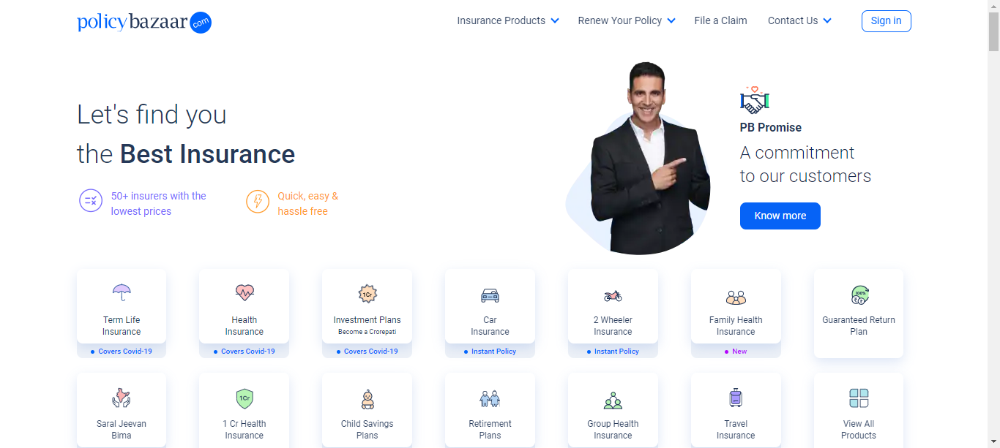 policybazaar com
Insurance Products
Renew Your Policy
File a Claim
Contact Us
Sign in
Let's find you
the Best Insurance
50+ insurers with the
lowest prices
Quick, easy &
hassle free
PB Promise
A commitment
to our customers
Know more
Term Life
Insurance
Covers Covid-19
Health
Insurance
Covers Covid-19
1Cr
Investment Plans
Become a Crorepati
Covers Covid-19
Car
Insurance
Instant Policy
2 Wheeler
Insurance
Instant Policy
Family Health
Insurance
New
100%
Guaranteed Return
Plan
Saral Jeevan
Bima
1Cr
1 Cr Health
Insurance
Child Savings
Plans
Retirement
Plans
Group Health
Insurance
Travel
Insurance
View All
Products